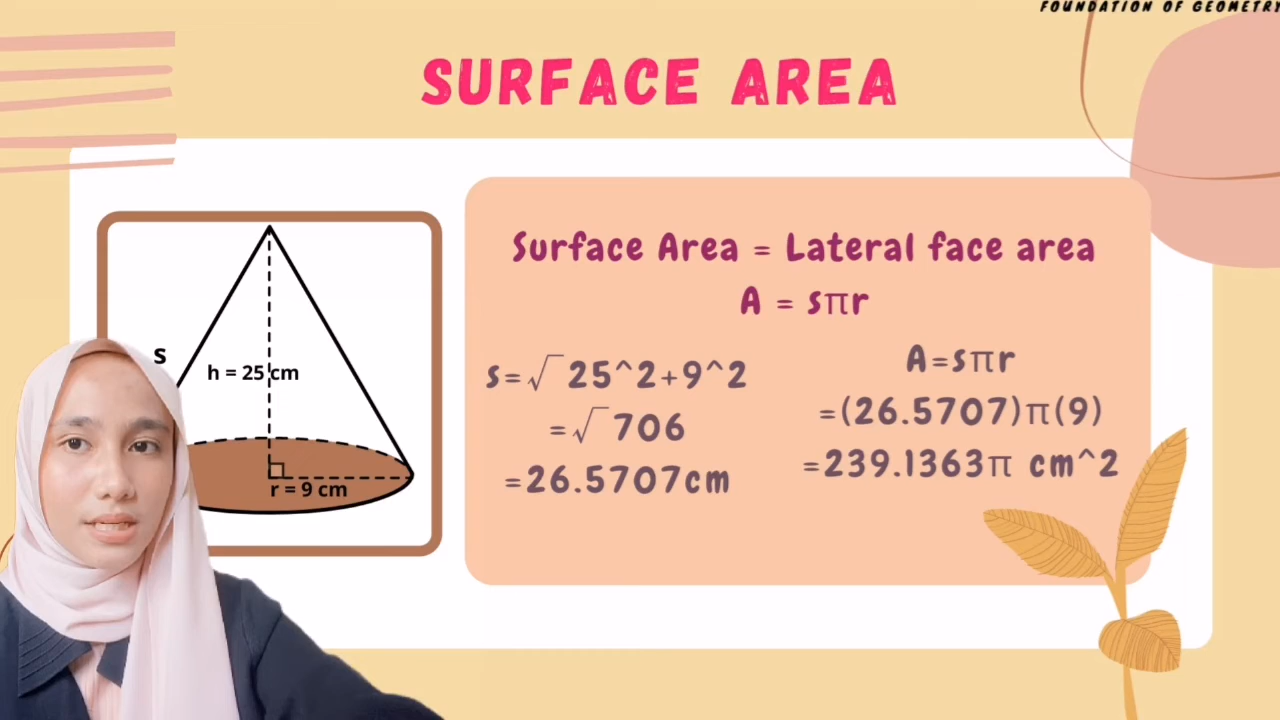 FOUNDATION OF GEOMETRY
SURFACE AREA
s
h = 25 cm
r = 9 cm
Surface Area = Lateral face area
A = sπr
s=√25^2+9^2
=√706
=26.5707cm
A=sπr
=(26.5707)π(9)
=239.1363π cm^2